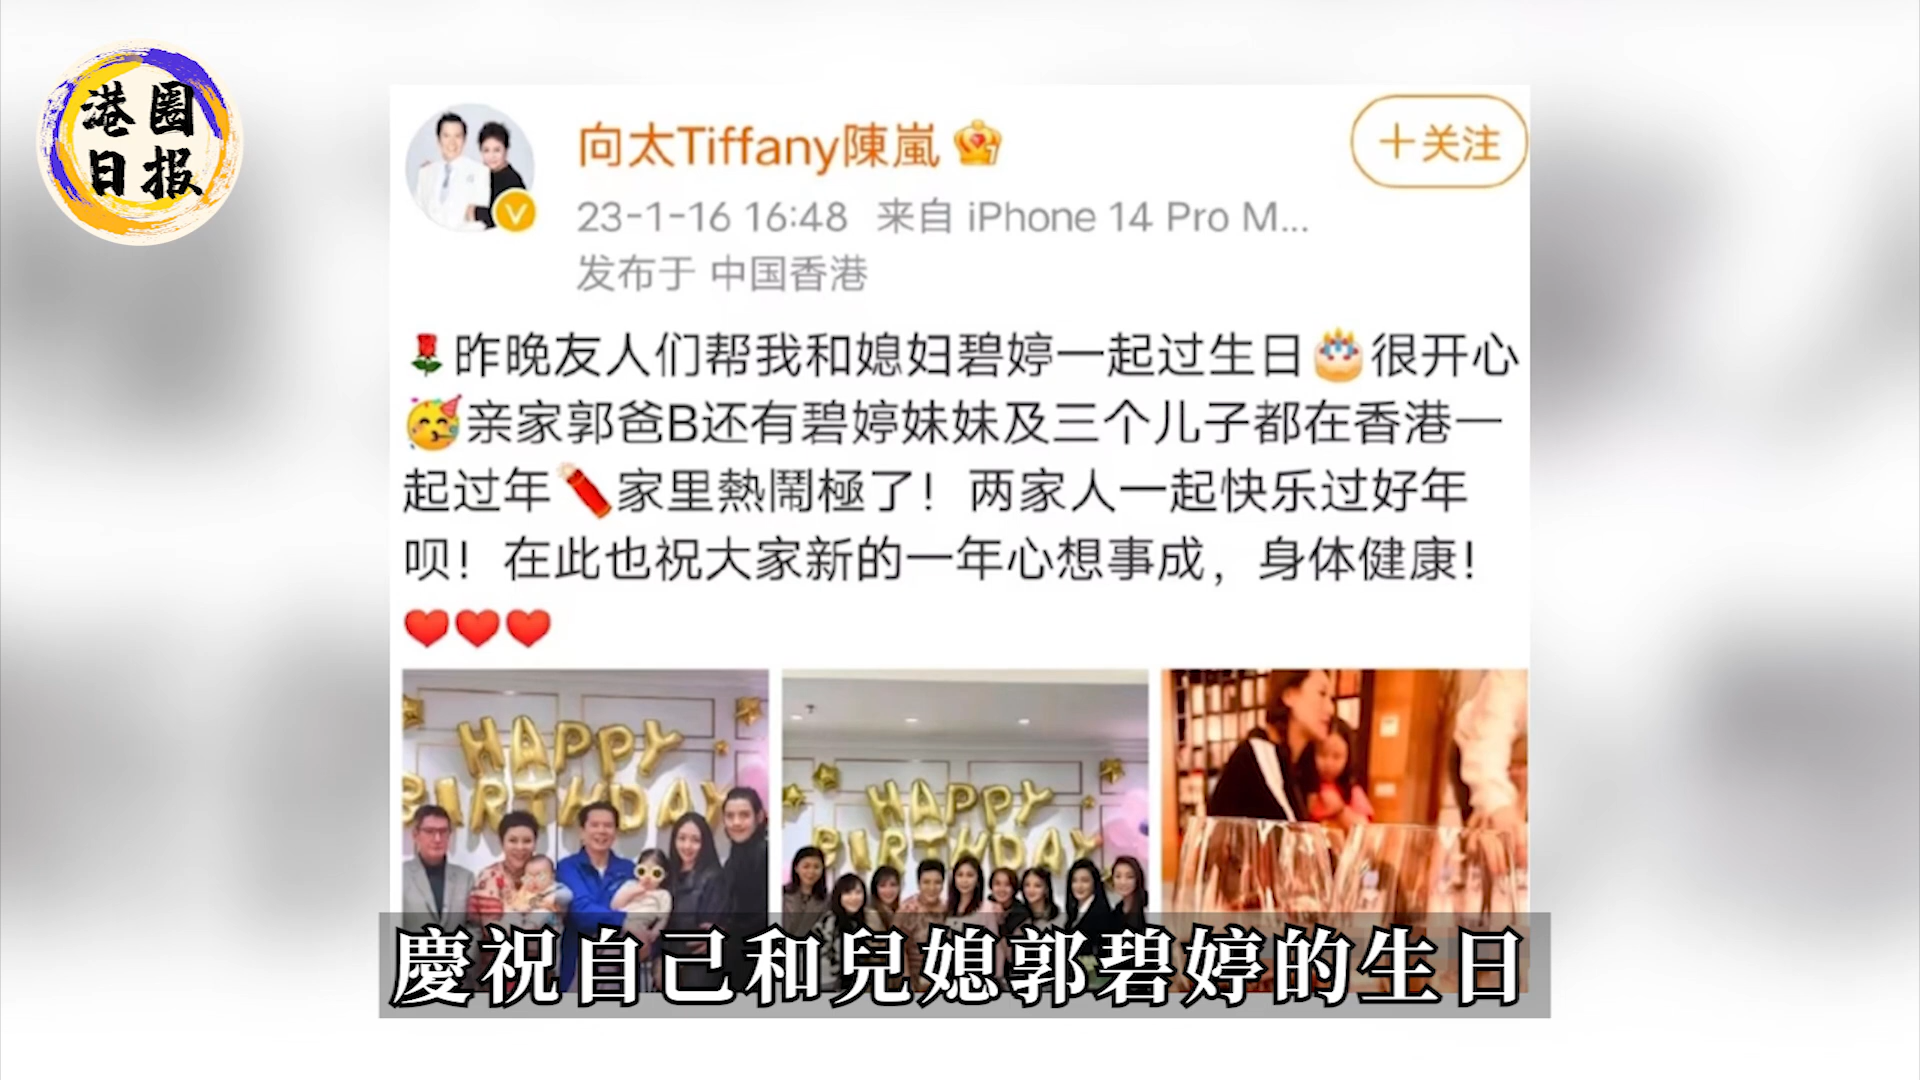 港圈
日报
向太Tiffany陳嵐
+关注
23-1-16 16:48 来自 iPhone 14 Pro M...
发布于 中国香港
🌹昨晚友人们帮我和媳妇碧婷一起过生日🎂很开心
🥳亲家郭爸B还有碧婷妹妹及三个儿子都在香港一
起过年🧨家里熱鬧極了！两家人一起快乐过好年
呗！在此也祝大家新的一年心想事成，身体健康！
❤️❤️❤️
HAPPY
BIRTHDAY
HAPPY
BIRTHDAY
慶祝自己和兒媳郭碧婷的生日